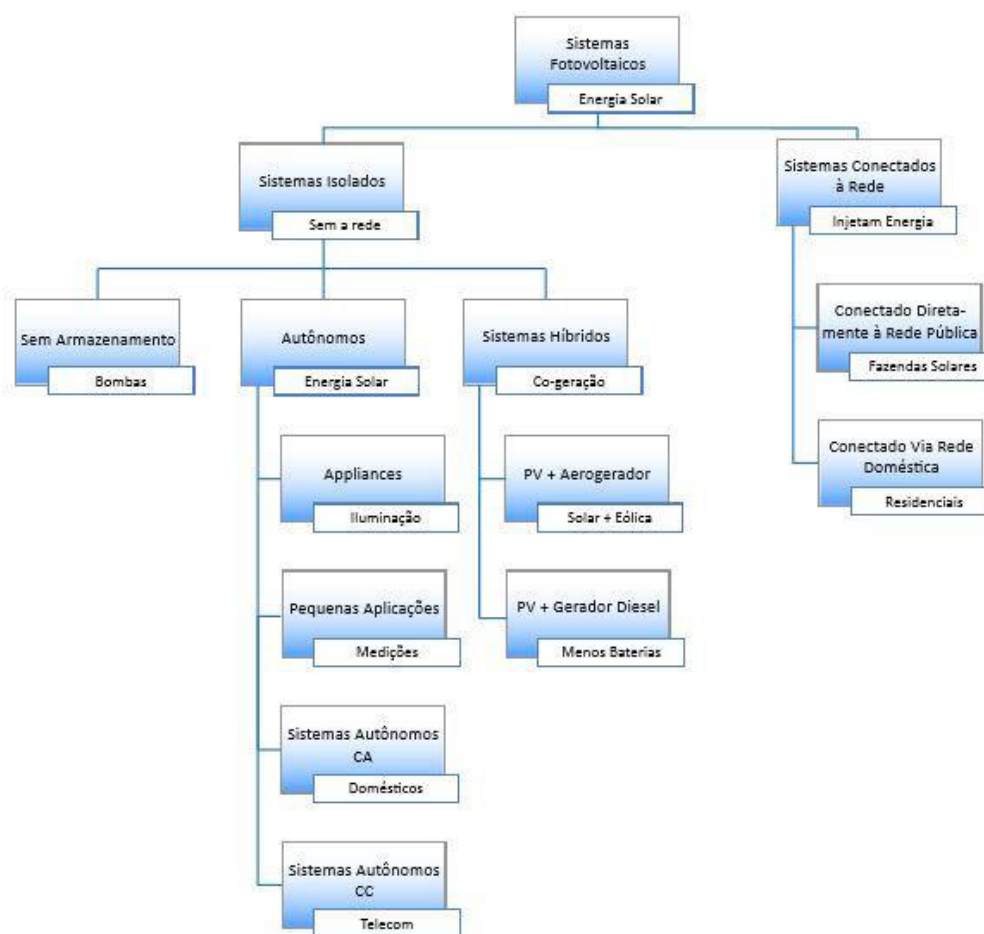 Sistemas
Fotovoltaicos
Energia Solar
Sistemas Isolados
Sem a rede
Sistemas Conectados
à Rede
Injetam Energia
Sem Armazenamento
Bombas
Autônomos
Energia Solar
Sistemas Híbridos
Co-geração
Conectado Direta-
mente à Rede Pública
Fazendas Solares
Conectado Via Rede
Doméstica
Residenciais
Appliances
Iluminação
PV + Aerogerador
Solar + Eólica
Pequenas Aplicações
Medições
PV + Gerador Diesel
Menos Baterias
Sistemas Autônomos
CA
Domésticos
Sistemas Autônomos
CC
Telecom